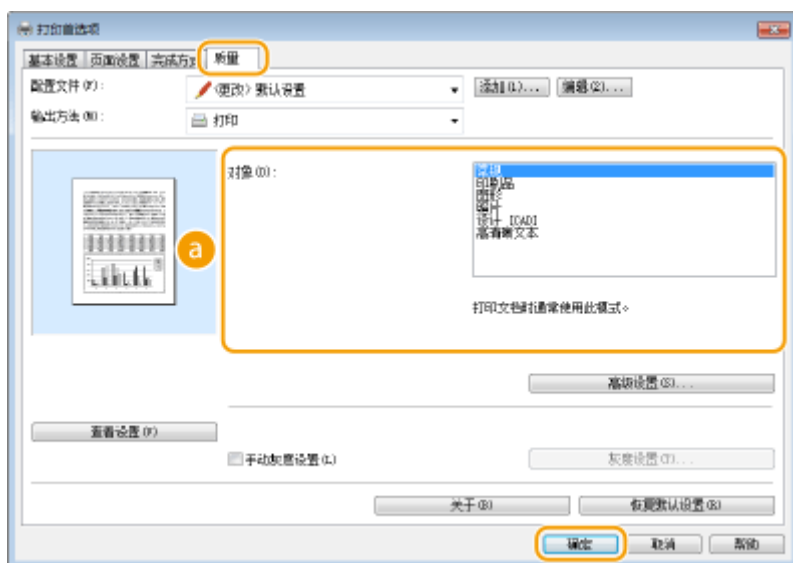 打印首选项
基本设置 页面设置 完成方式 质量
配置文件(F): <更改> 默认设置 添加(1)... 编辑(2)...
输出方法(M): 打印
对象(D):
常规
印刷品
图形
照片
设计 [CAD]
高清晰文本
a
打印文档时通常使用此模式。
高级设置(S)...
查看设置(V)
手动灰度设置(L) 灰度设置(T)...
关于(B) 恢复默认设置(R)
确定 取消 帮助